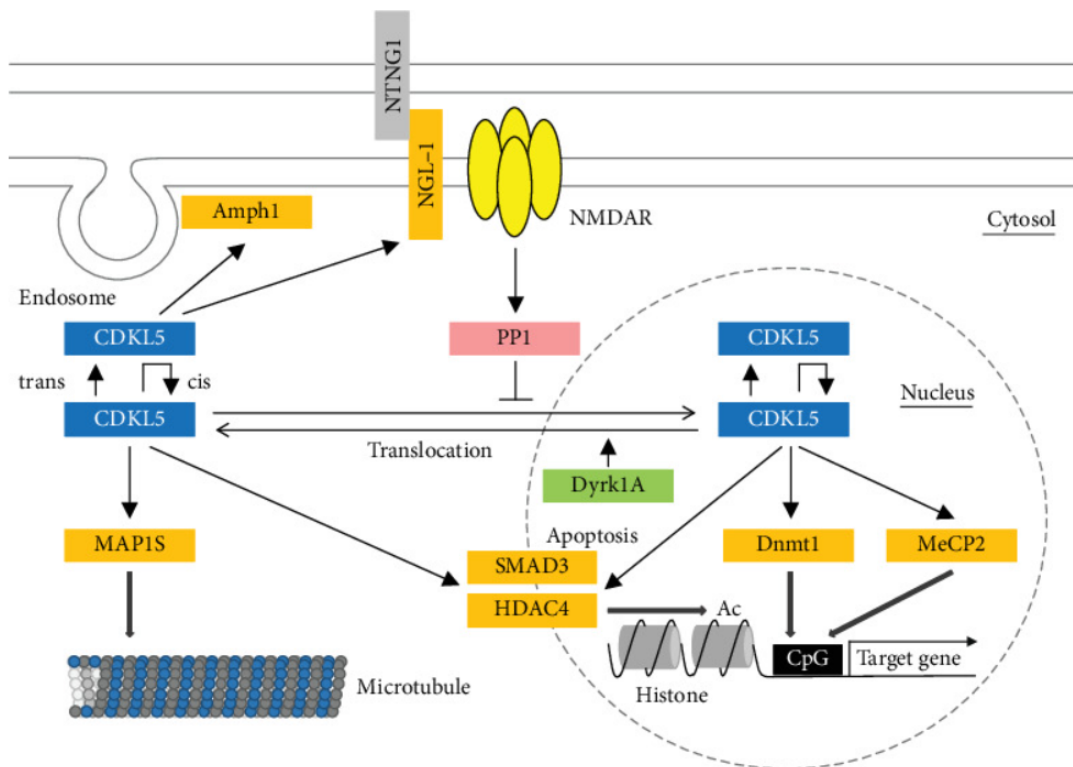 NTNG1
NGL–1
Amph1
NMDAR
Cytosol
Endosome
CDKL5
PP1
CDKL5
trans
cis
Nucleus
CDKL5
CDKL5
Translocation
Dyrk1A
MAP1S
Apoptosis
Dnmt1
MeCP2
SMAD3
HDAC4
Ac
Microtubule
CpG
Target gene
Histone